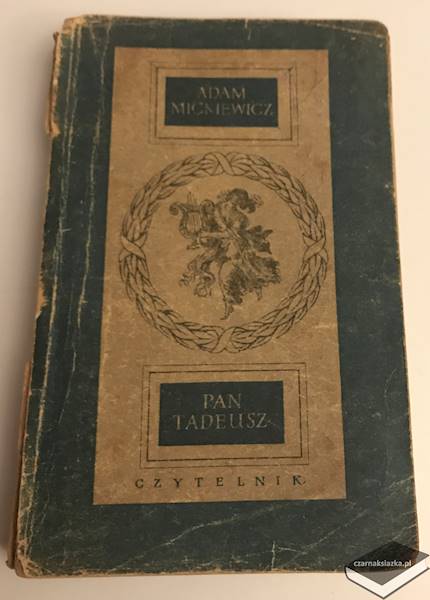 ADAM
MICKIEWICZ
PAN
TADEUSZ
CZYTELNIK
czarnaksiazka.pl